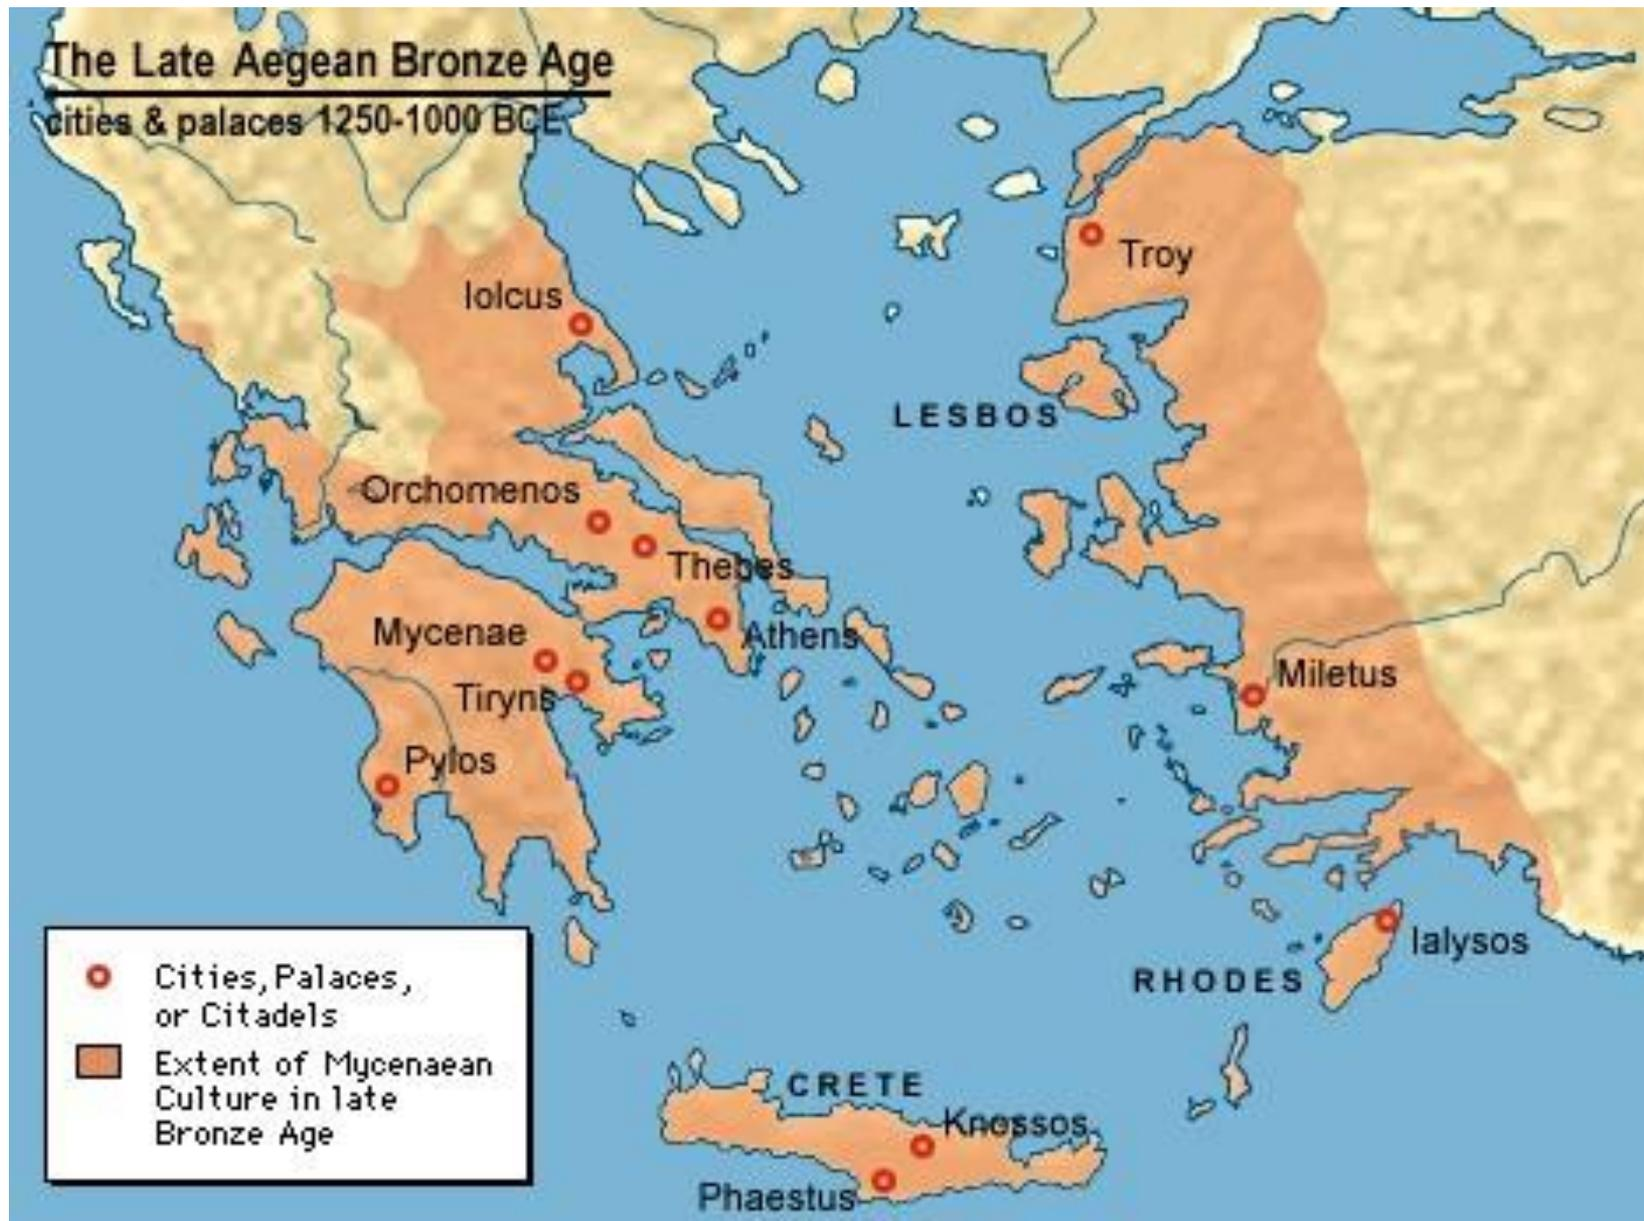 The Late Aegean Bronze Age
cities & palaces 1250-1000 BCE
Troy
Iolcus
LESBOS
Orchomenos
Thebes
Mycenae
Athens
Tiryns
Miletus
Pylos
Ialysos
RHODES
Cities, Palaces,
or Citadels
Extent of Mycenaean
Culture in late
Bronze Age
CRETE
Knossos
Phaestus